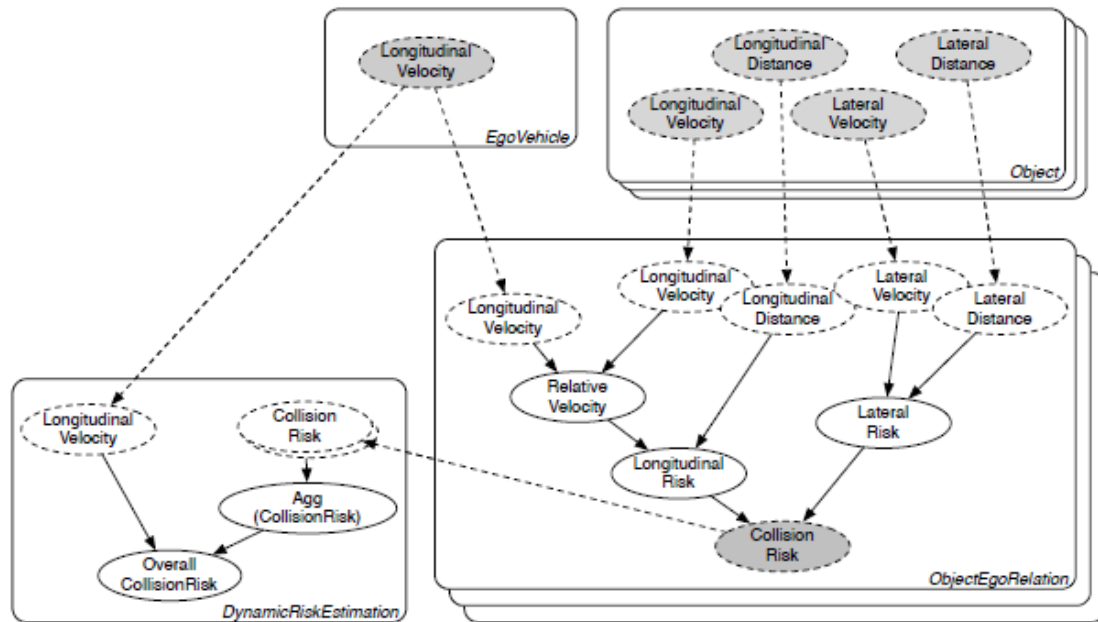 Longitudinal
Velocity
EgoVehicle
Longitudinal
Distance
Lateral
Distance
Longitudinal
Velocity
Lateral
Velocity
Object
Longitudinal
Velocity
Longitudinal
Velocity
Longitudinal
Distance
Lateral
Velocity
Lateral
Distance
Relative
Velocity
Lateral
Risk
Longitudinal
Risk
Collision
Risk
ObjectEgoRelation
Longitudinal
Velocity
Collision
Risk
Agg
(CollisionRisk)
Overall
CollisionRisk
DynamicRiskEstimation